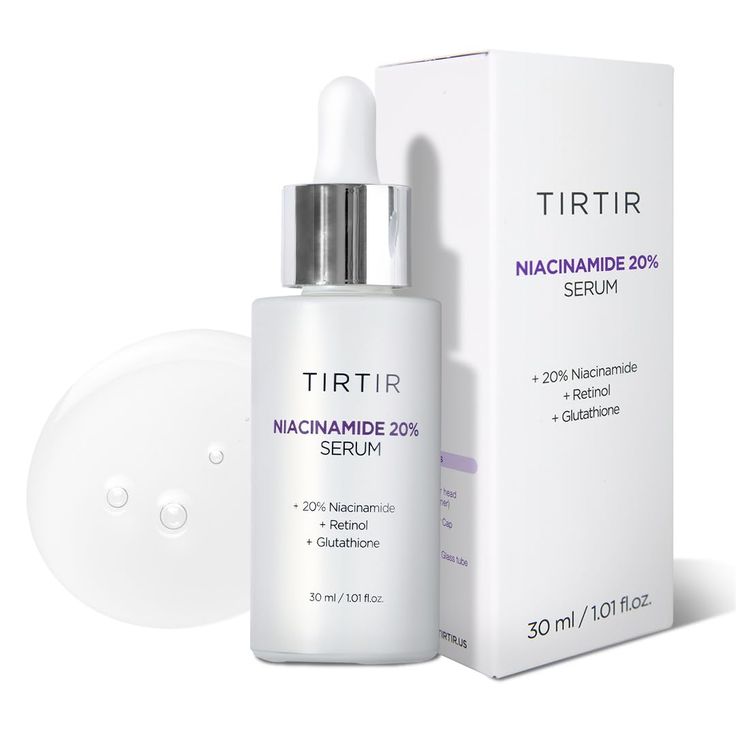 TIRTIR
NIACINAMIDE 20%
SERUM
+ 20% Niacinamide
+ Retinol
+ Glutathione
30 ml / 1.01 fl.oz.
TIRTIR
NIACINAMIDE 20%
SERUM
+ 20% Niacinamide
+ Retinol
+ Glutathione
30 ml / 1.01 fl.oz.
head
Cap
Glass tube